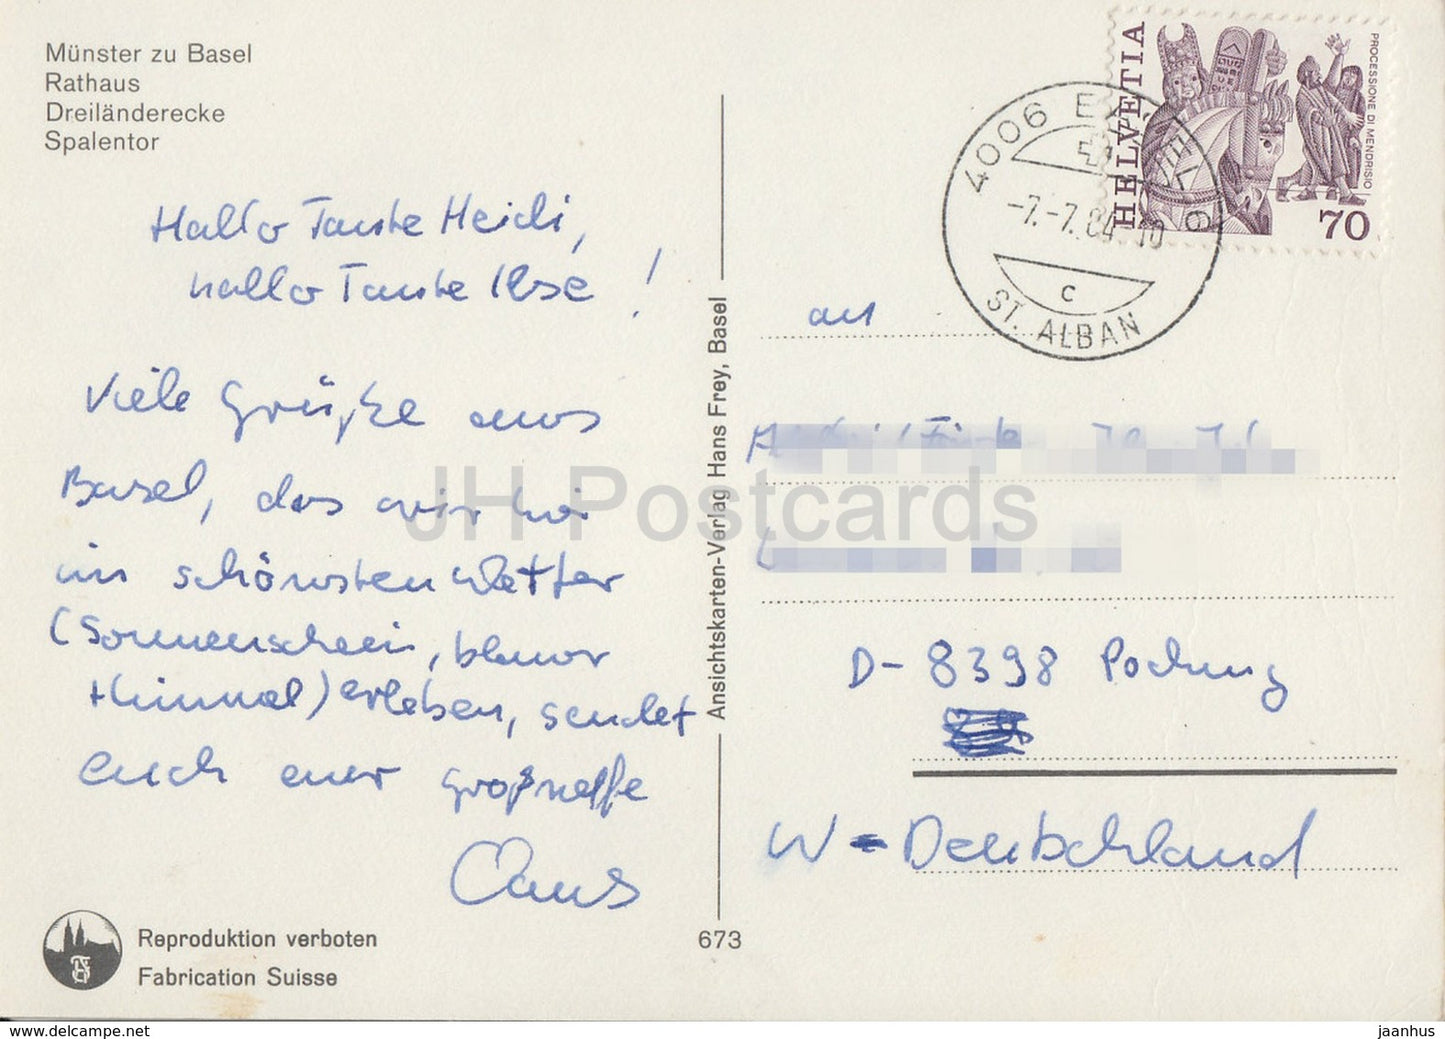 Münster zu Basel
Rathaus
Dreiländerecke
Spalentor
Hallo Tante Heidi,
hallo Tante Ilse !
Viele Grüße aus
Basel, das wir hier
im schönsten Wetter
(Sonnenschein, blauer
Himmel) erleben, sendet
euch euer Großneffe
Claus
Reproduktion verboten
Fabrication Suisse
Ansichtskarten-Verlag Hans Frey, Basel
673
HELVETIA
PROCESSIONE DI MENDRISIO
70
4006
-7.-7.84
c
ST. ALBAN
an
D-8398 Pocking
W-Deutschland
JH Postcards
delcampe.net
jaanhus